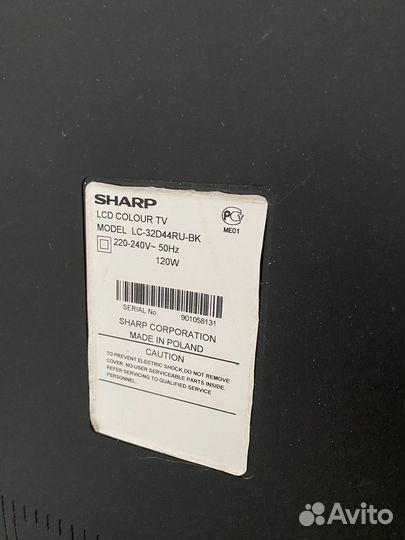 SHARP
LCD COLOUR TV
MODEL LC-32D44RU-BK
220-240V~ 50Hz
120W
РС
ME01
SERIAL No. 901058131
SHARP CORPORATION
MADE IN POLAND
CAUTION
TO PREVENT ELECTRIC SHOCK,DO NOT REMOVE
COVER. NO-USER SERVICEABLE PARTS INSIDE.
REFER SERVICING TO QUALIFIED SERVICE
PERSONNEL.
Avito